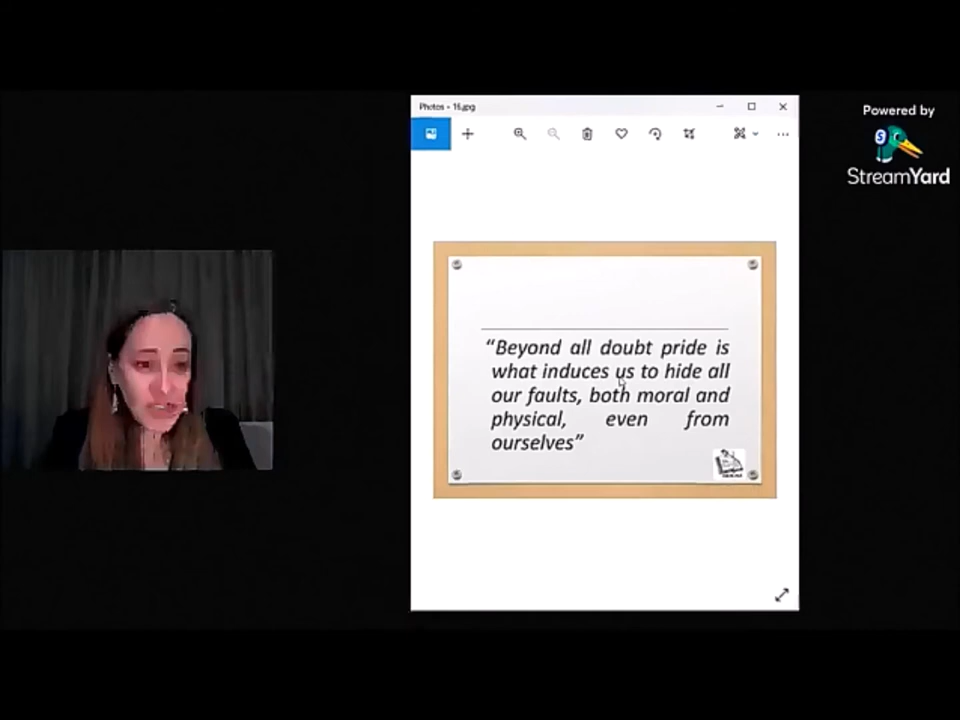 Photos - 16.jpg
Powered by
StreamYard
“Beyond all doubt pride is
what induces us to hide all
our faults, both moral and
physical, even from
ourselves”